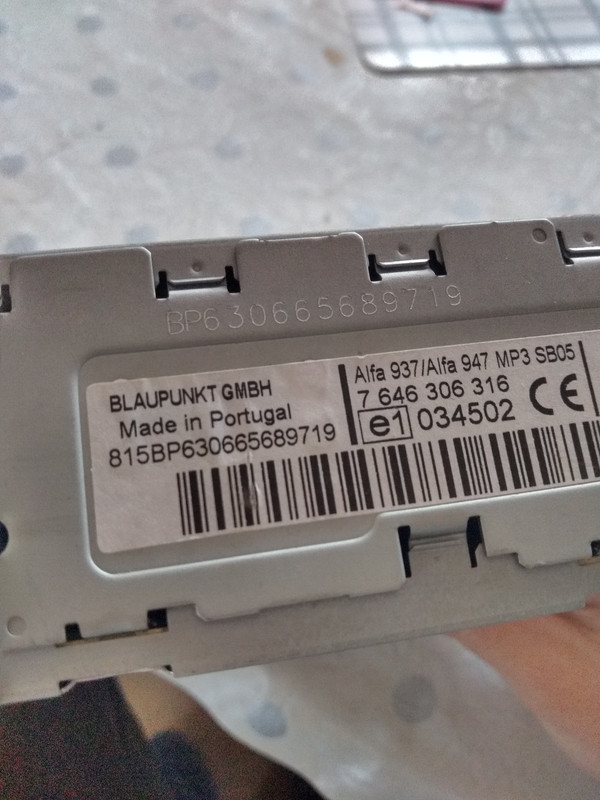 BP630665689719
BLAUPUNKT GMBH
Made in Portugal
815BP630665689719
Alfa 937/Alfa 947 MP3 SB05
7 646 306 316
e1 034502 CE